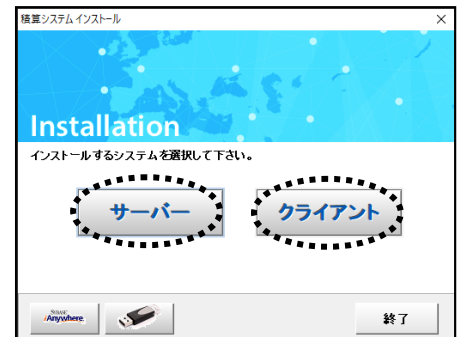 積算システム インストール
Installation
インストールするシステムを選択して下さい。
サーバー
クライアント
SYBASE
iAnywhere
終了